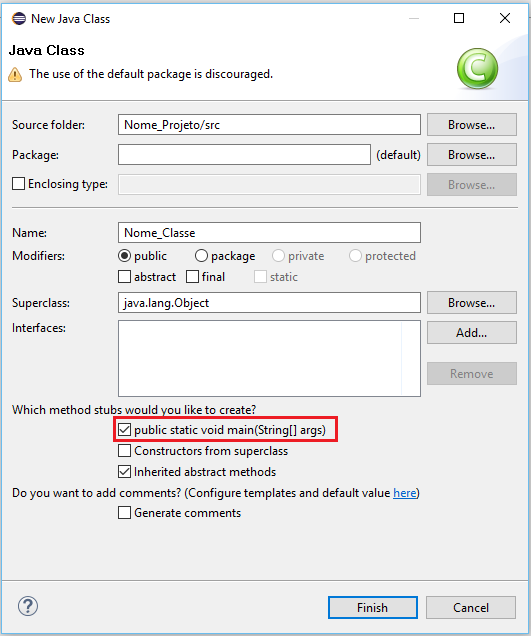 New Java Class
Java Class
The use of the default package is discouraged.
Source folder: Nome_Projeto/src Browse...
Package: (default) Browse...
Enclosing type: Browse...
Name: Nome_Classe
Modifiers: public package private protected
abstract final static
Superclass: java.lang.Object Browse...
Interfaces: Add...
Remove
Which method stubs would you like to create?
public static void main(String[] args)
Constructors from superclass
Inherited abstract methods
Do you want to add comments? (Configure templates and default value here)
Generate comments
? Finish Cancel